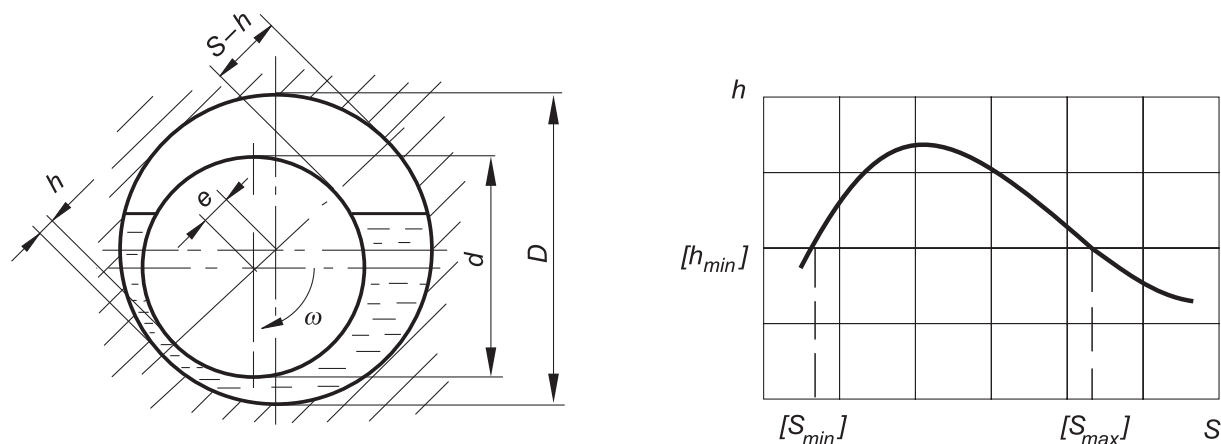 S–h
h
e
d
D
ω
h
[h_min]
[S_min]
[S_max]
S